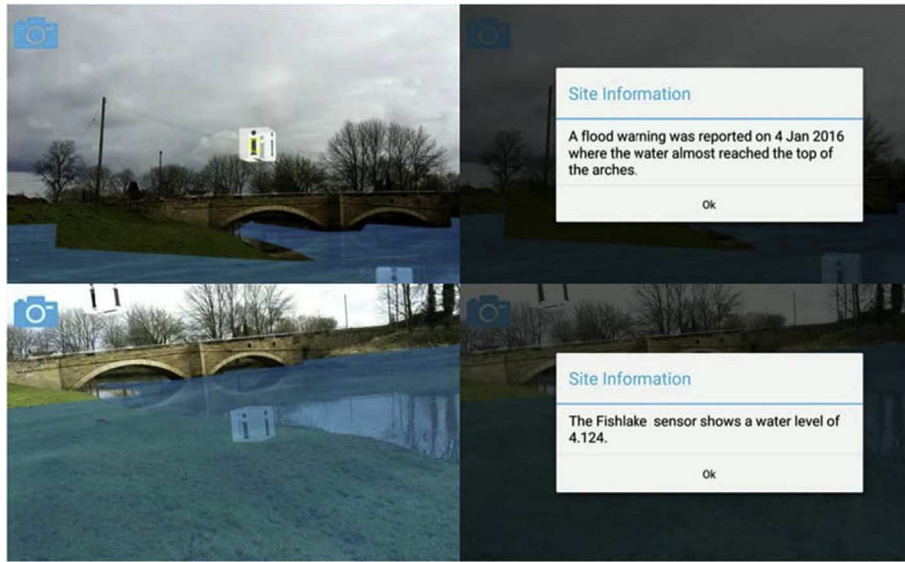 i i i
Site Information
A flood warning was reported on 4 Jan 2016
where the water almost reached the top of
the arches.
Ok
i
i i
i i
Site Information
The Fishlake sensor shows a water level of
4.124.
Ok